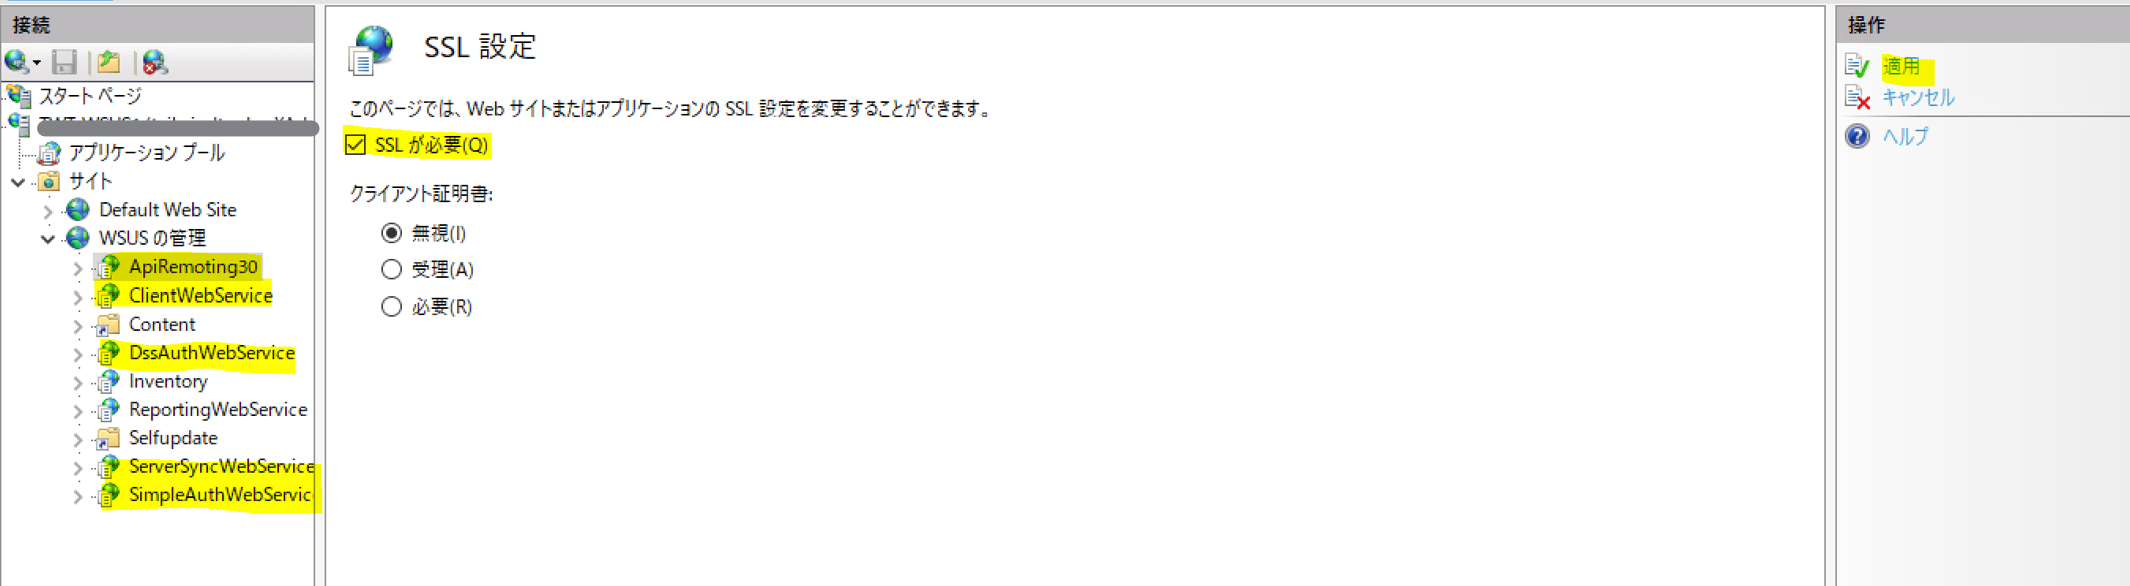 接続
スタート ページ
アプリケーション プール
サイト
Default Web Site
WSUS の管理
ApiRemoting30
ClientWebService
Content
DssAuthWebService
Inventory
ReportingWebService
Selfupdate
ServerSyncWebService
SimpleAuthWebServic
SSL 設定
このページでは、Web サイトまたはアプリケーションの SSL 設定を変更することができます。
SSL が必要(Q)
クライアント証明書:
無視(I)
受理(A)
必要(R)
操作
適用
キャンセル
ヘルプ